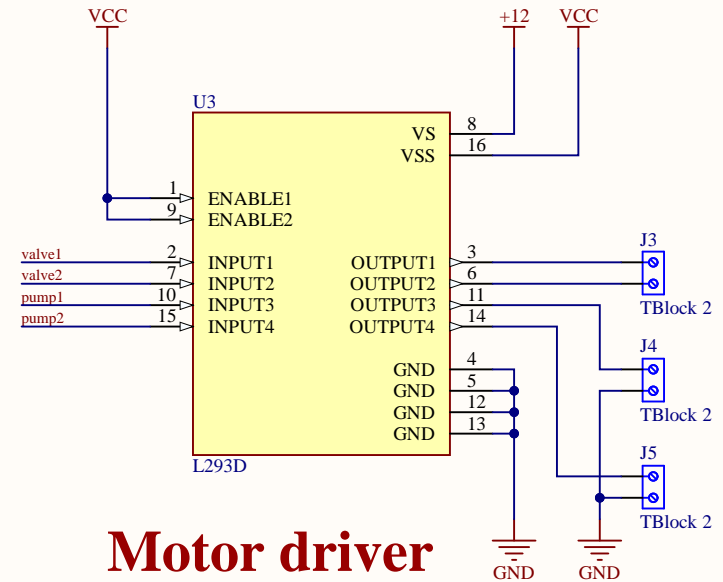 VCC
+12 VCC
U3
VS 8
VSS 16
1 ENABLE1
9 ENABLE2
valve1 2 INPUT1 OUTPUT1 3
valve2 7 INPUT2 OUTPUT2 6
pump1 10 INPUT3 OUTPUT3 11
pump2 15 INPUT4 OUTPUT4 14
GND 4
GND 5
GND 12
GND 13
L293D
J3
TBlock 2
J4
TBlock 2
J5
TBlock 2
Motor driver
GND GND